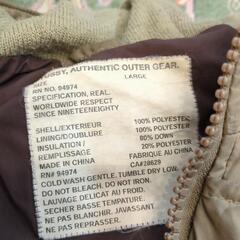 STUSSY, AUTHENTIC OUTER GEAR.
SIZE LARGE
RN NO. 94974
SPECIFICATION, REAL.
WORLDWIDE RESPECT
SINCE NINETEENEIGHTY
SHELL/EXTERIEUR 100% POLYESTER
LINING/DOUBLURE 100% POLYESTER
INSULATION / 80% DOWN
REMPLISSAGE 20% POLYESTER
MADE IN CHINA FABRIQUE AU CHINA
RN# 94974 CA#28629
COLD WASH GENTLE. TUMBLE DRY LOW.
DO NOT BLEACH. DO NOT IRON.
LAVAGE DELICAT AU FROID.
SECHER BASSE TEMPATURE.
NE PAS BLANCHIR. JAVASSANT.
NE PAS REPASSER.